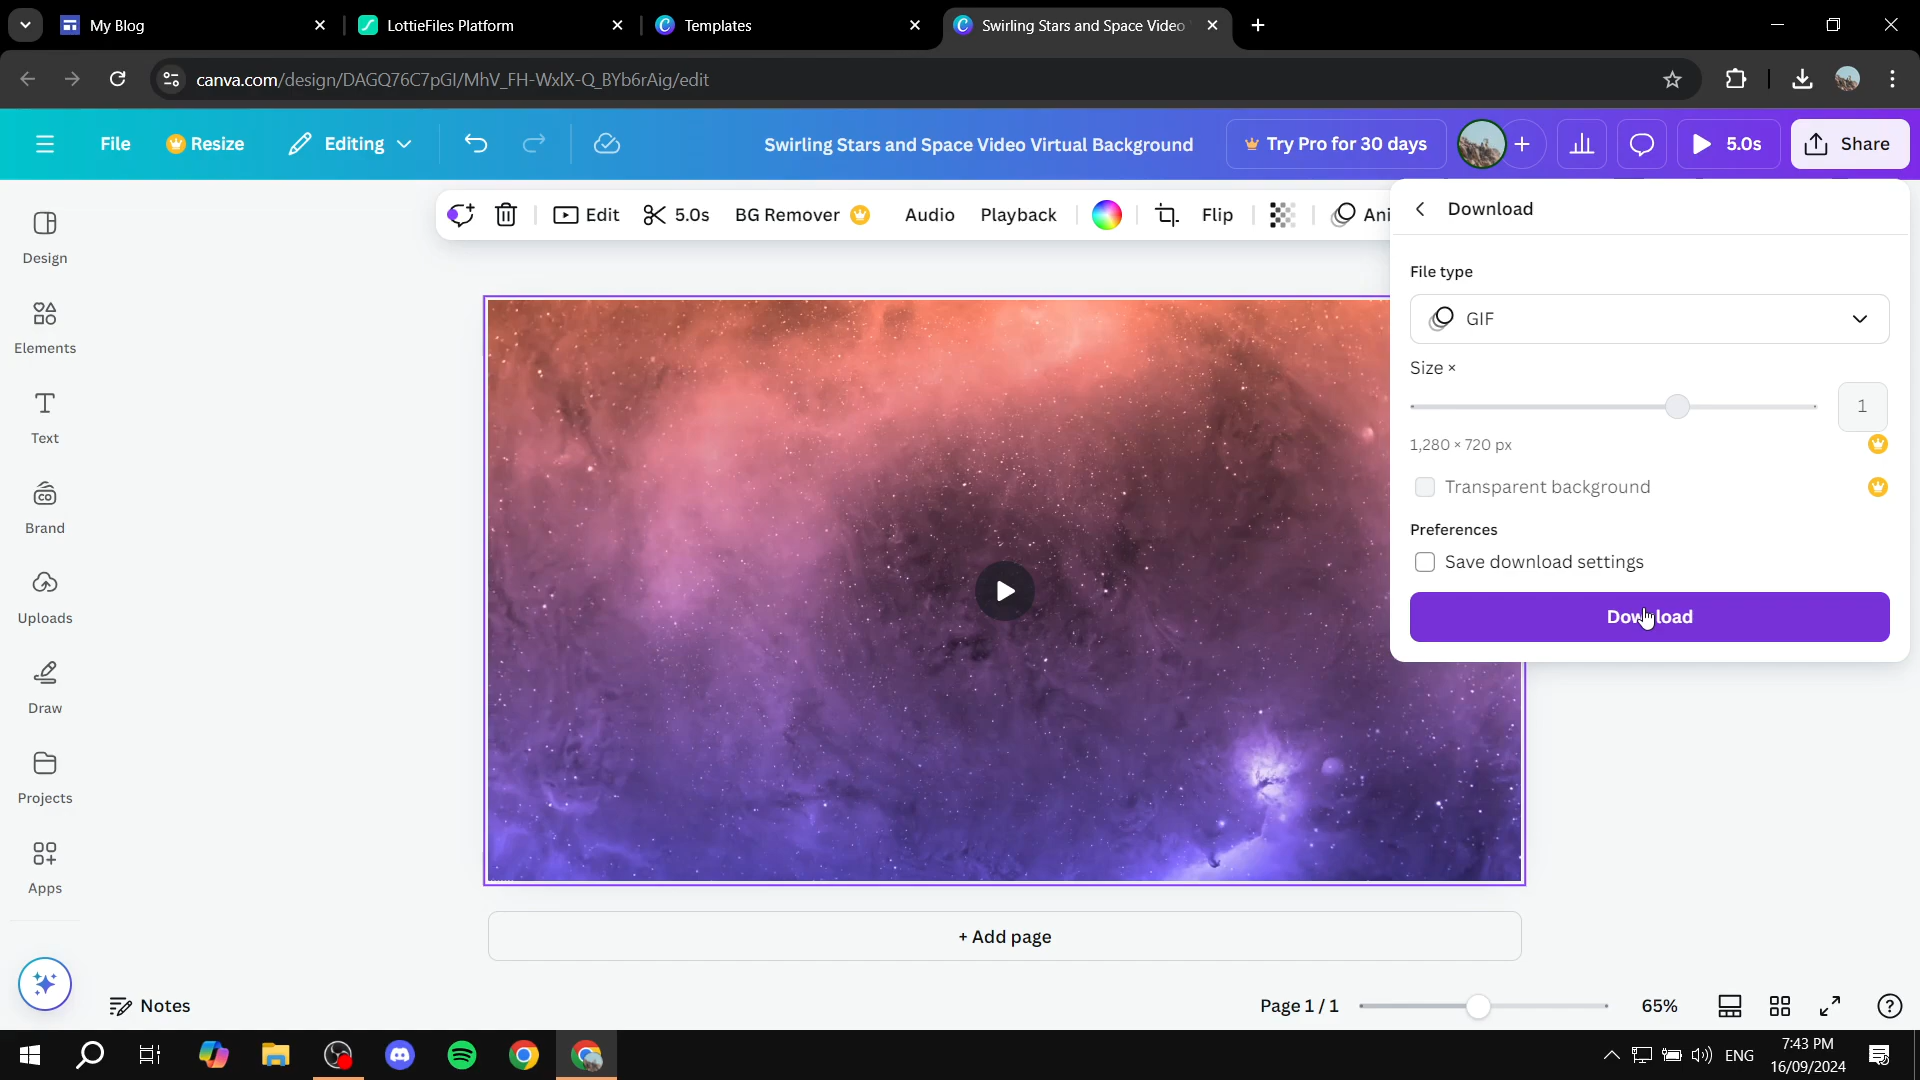 My Blog
LottieFiles Platform
Templates
Swirling Stars and Space Video
canva.com/design/DAGQ76C7pGI/MhV_FH-WxlX-Q_BYb6rAig/edit
File
Resize
Editing
Swirling Stars and Space Video Virtual Background
Try Pro for 30 days
5.0s
Share
Edit
5.0s
BG Remover
Audio
Playback
Flip
Ani
Design
Elements
Text
Brand
Uploads
Draw
Projects
Apps
Download
File type
GIF
Size ×
1
1,280 × 720 px
Transparent background
Preferences
Save download settings
Download
+ Add page
Notes
Page 1 / 1
65%
ENG
7:43 PM
16/09/2024